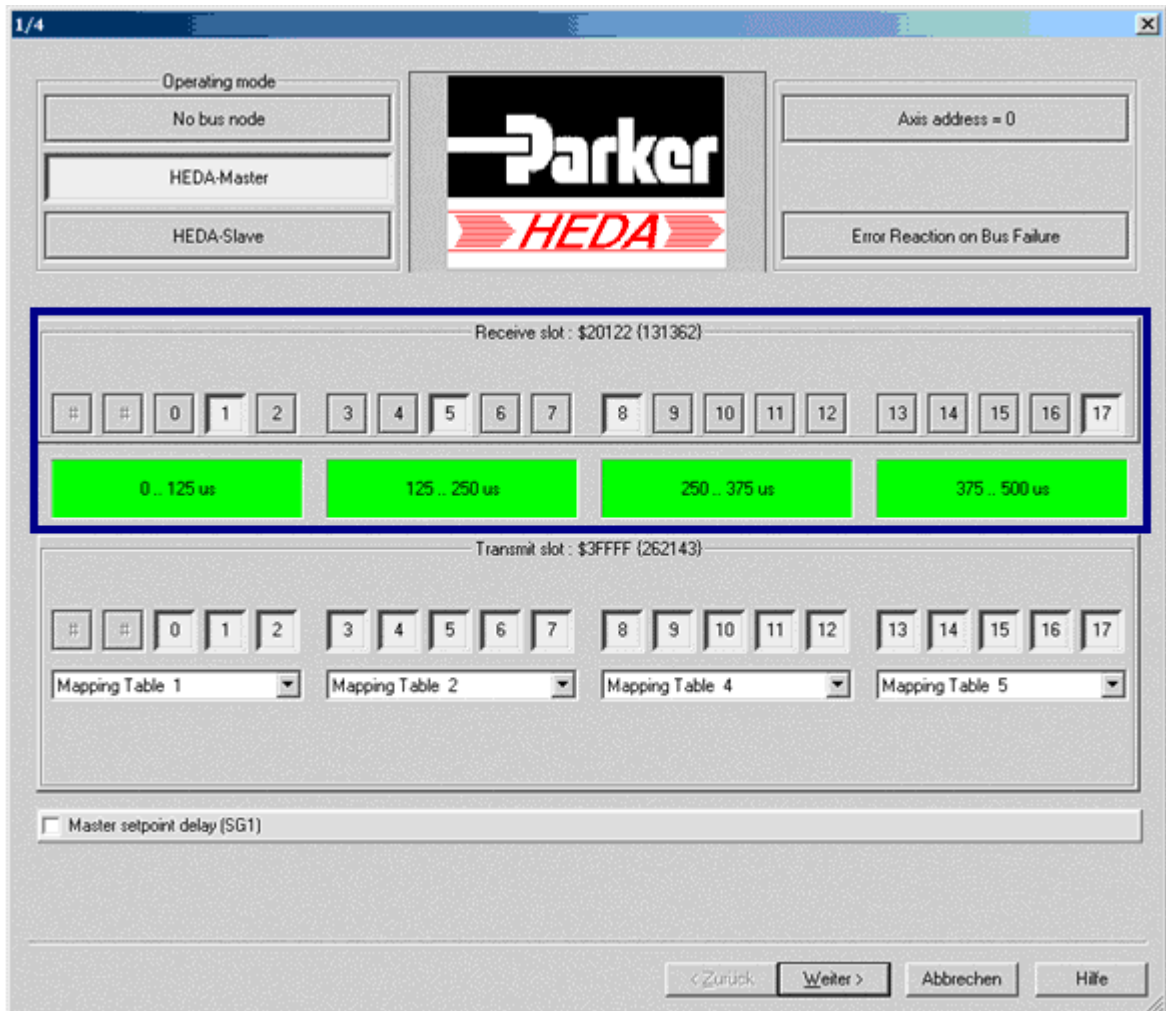 1/4
Operating mode
No bus node
HEDA-Master
HEDA-Slave
Parker
HEDA
Axis address = 0
Error Reaction on Bus Failure
Receive slot : $20122 {131362}
# # 0 1 2 3 4 5 6 7 8 9 10 11 12 13 14 15 16 17
0 .. 125 us 125 .. 250 us 250 .. 375 us 375 .. 500 us
Transmit slot : $3FFFF {262143}
# # 0 1 2 3 4 5 6 7 8 9 10 11 12 13 14 15 16 17
Mapping Table 1 Mapping Table 2 Mapping Table 4 Mapping Table 5
Master setpoint delay (SG1)
< Zurück Weiter > Abbrechen Hilfe